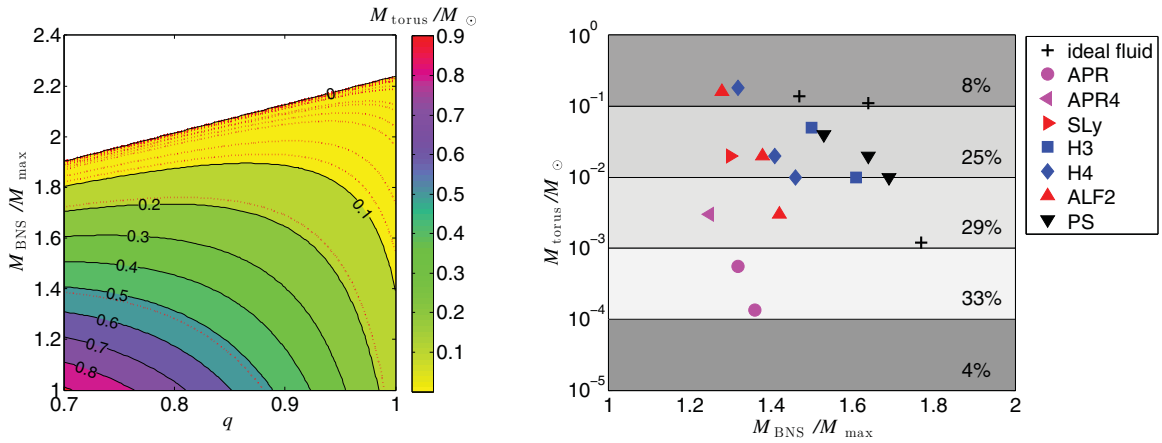 M_torus/M_⊙
2.4
2.2
2
1.8
1.6
1.4
1.2
1
M_BNS/M_max
0
0.1
0.2
0.3
0.4
0.5
0.6
0.7
0.8
0.7 0.8 0.9 1
q
0.9
0.8
0.7
0.6
0.5
0.4
0.3
0.2
0.1
10^0
10^-1
10^-2
10^-3
10^-4
10^-5
M_torus/M_⊙
8%
25%
29%
33%
4%
1 1.2 1.4 1.6 1.8 2
M_BNS/M_max
ideal fluid
APR
APR4
SLy
H3
H4
ALF2
PS